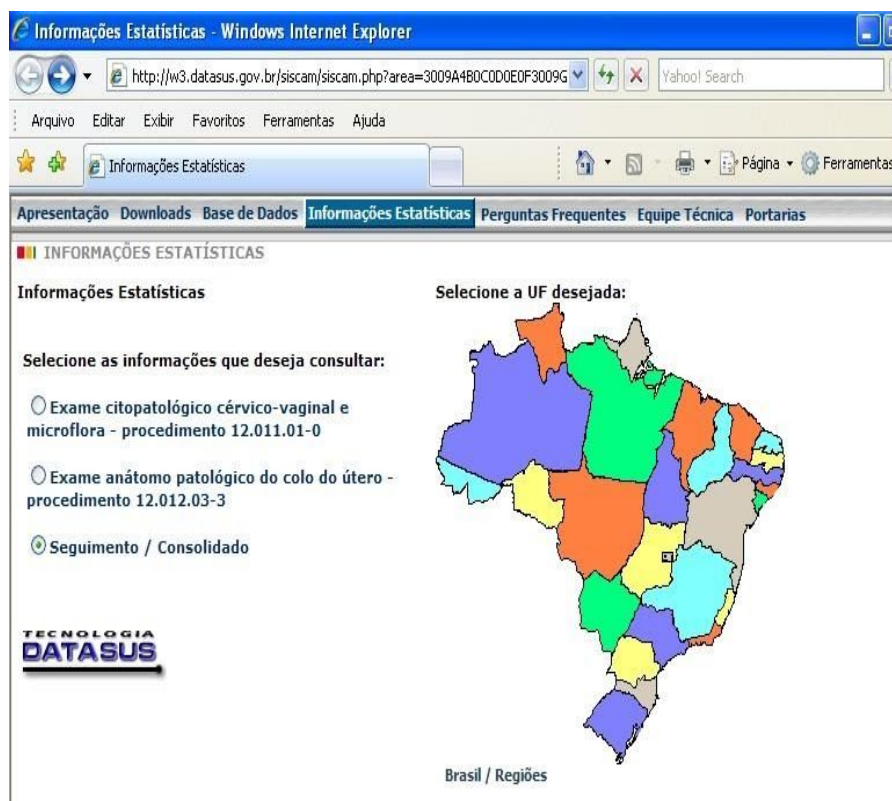 Informações Estatísticas - Windows Internet Explorer
http://w3.datasus.gov.br/siscam/siscam.php?area=3009A4B0C0D0E0F3009G
Yahoo! Search
Arquivo Editar Exibir Favoritos Ferramentas Ajuda
Informações Estatísticas
Página
Ferramentas
Apresentação Downloads Base de Dados Informações Estatísticas Perguntas Frequentes Equipe Técnica Portarias
INFORMAÇÕES ESTATÍSTICAS
Informações Estatísticas
Selecione a UF desejada:
Selecione as informações que deseja consultar:
Exame citopatológico cérvico-vaginal e
microflora - procedimento 12.011.01-0
Exame anátomo patológico do colo do útero -
procedimento 12.012.03-3
Seguimento / Consolidado
TECNOLOGIA
DATASUS
Brasil / Regiões